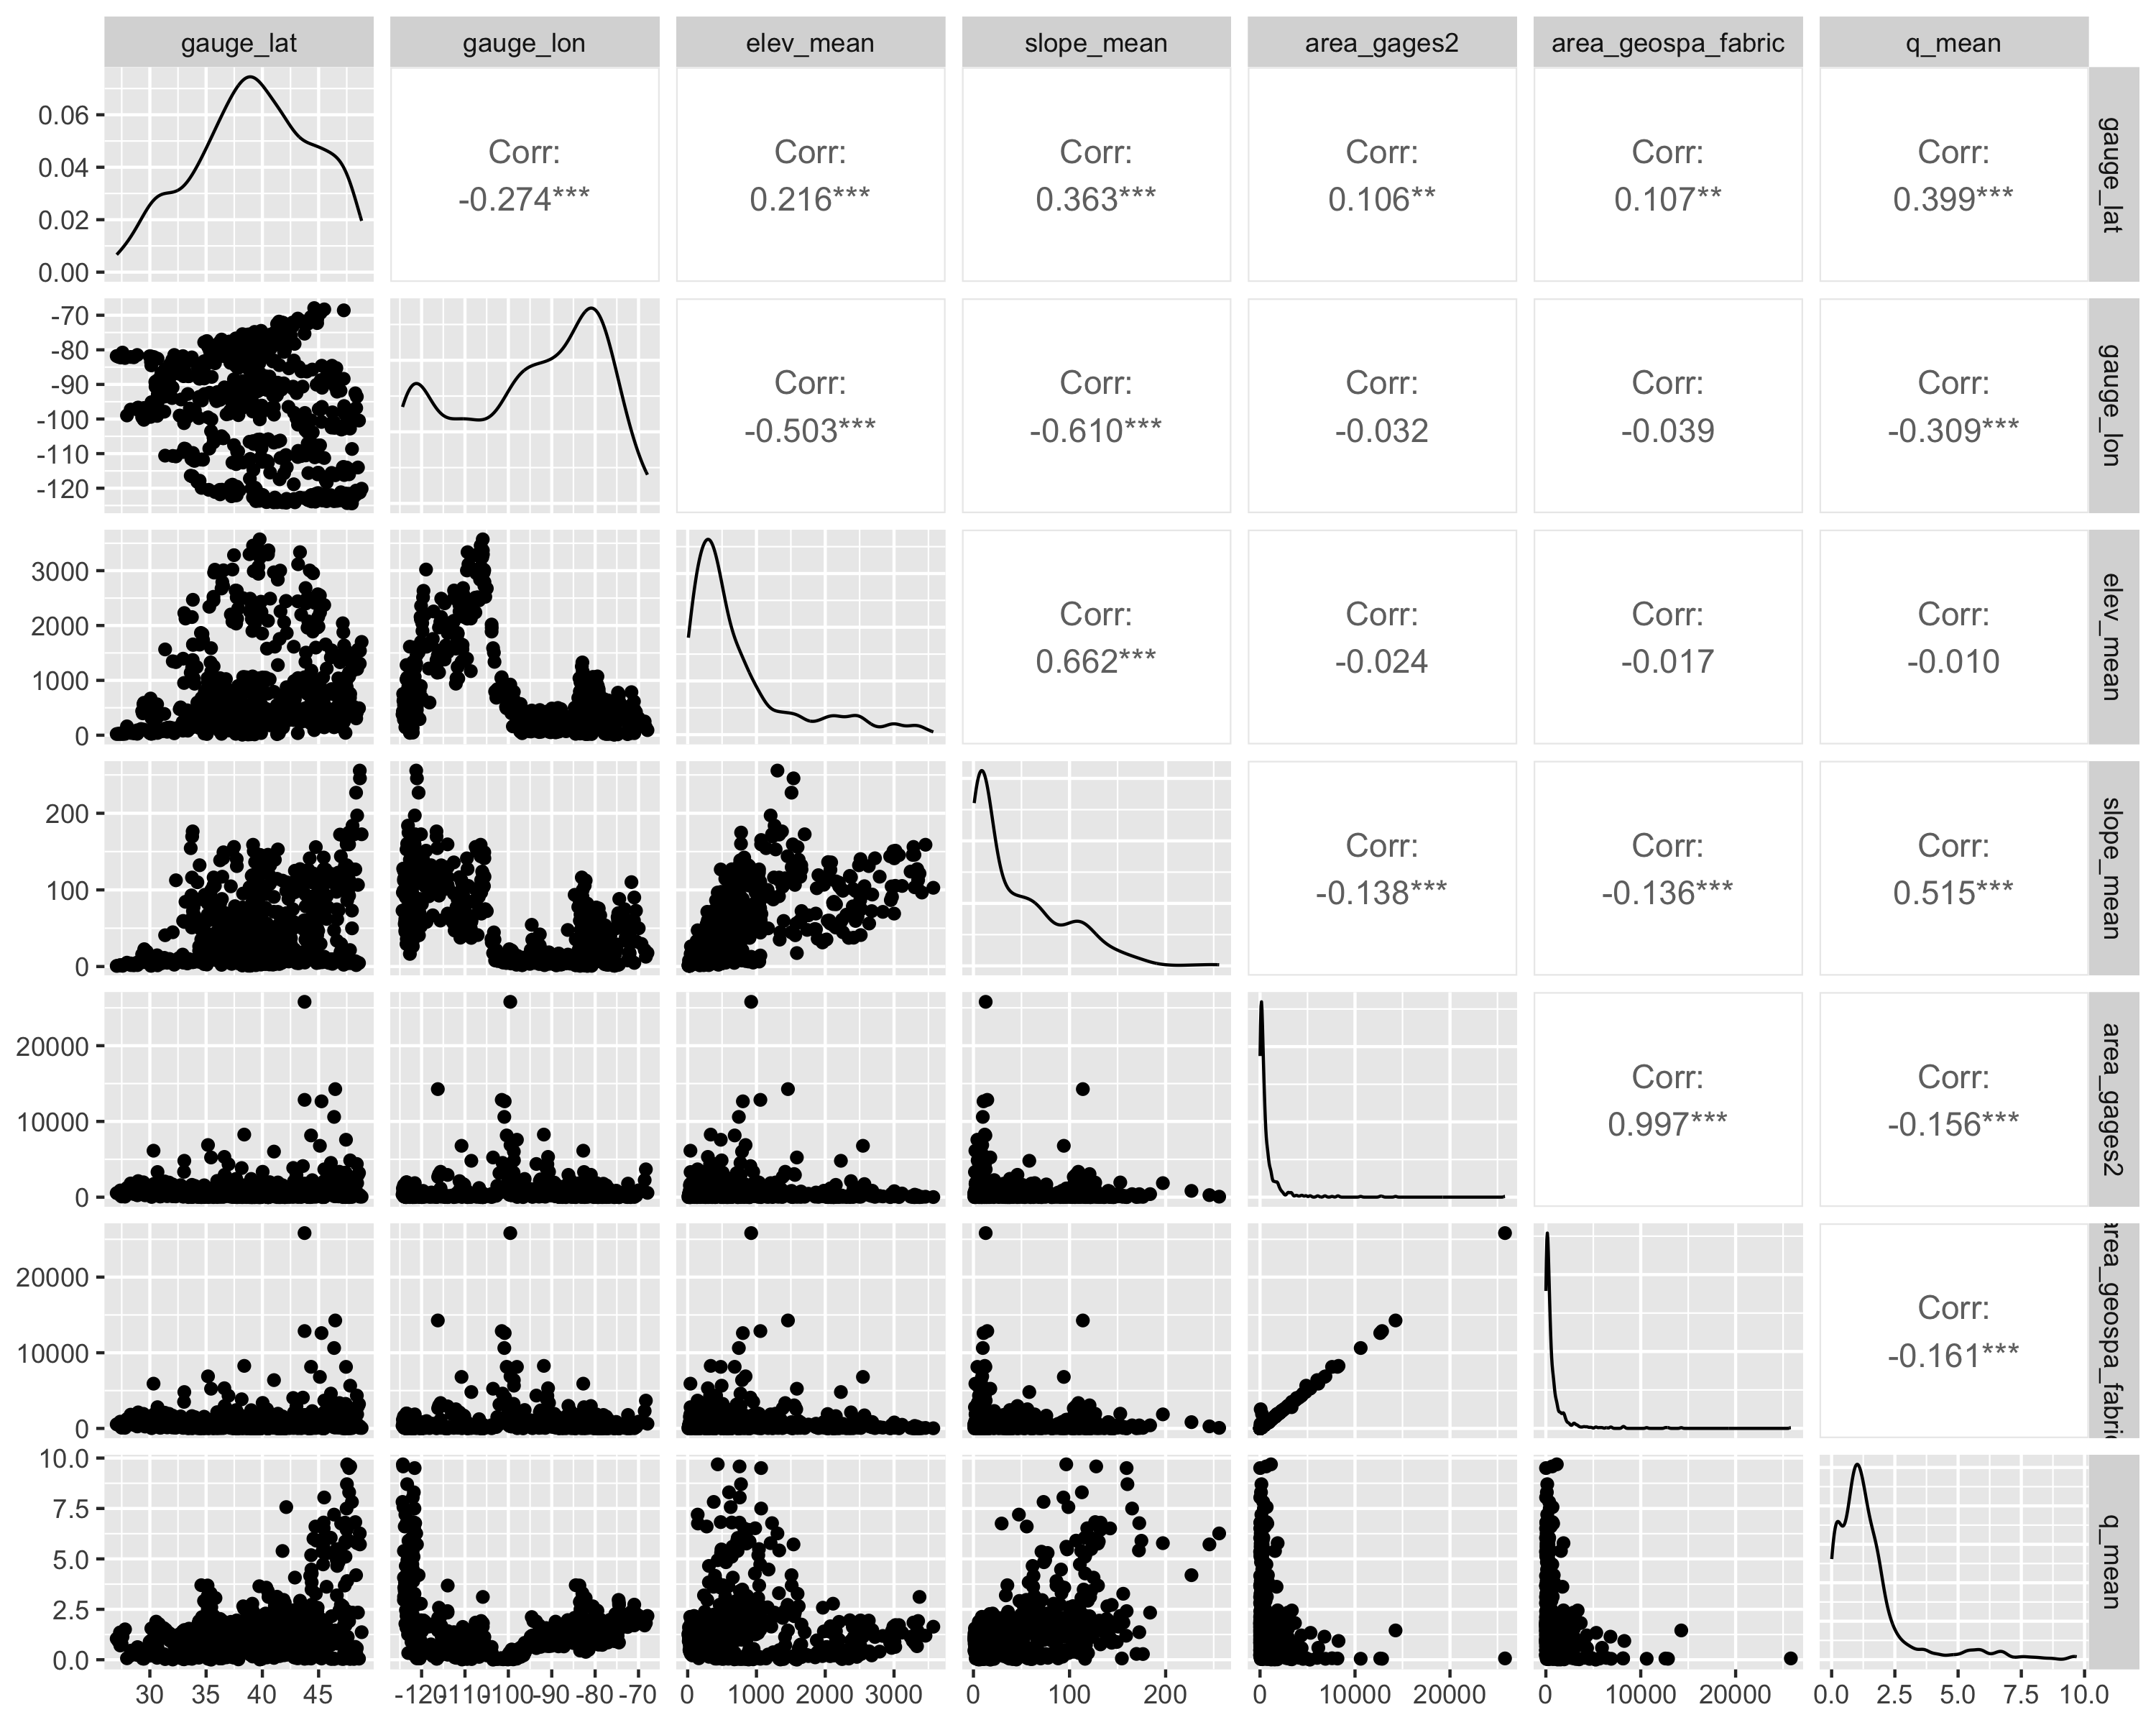 gauge_lat gauge_lon elev_mean slope_mean area_gages2 area_geospa_fabric q_mean
0.06
0.04
0.02
0.00
Corr:
-0.274***
Corr:
0.216***
Corr:
0.363***
Corr:
0.106**
Corr:
0.107**
Corr:
0.399***
gauge_lat
-70
-80
-90
-100
-110
-120
Corr:
-0.503***
Corr:
-0.610***
Corr:
-0.032
Corr:
-0.039
Corr:
-0.309***
gauge_lon
3000
2000
1000
0
Corr:
0.662***
Corr:
-0.024
Corr:
-0.017
Corr:
-0.010
elev_mean
200
100
0
Corr:
-0.138***
Corr:
-0.136***
Corr:
0.515***
slope_mean
20000
10000
0
Corr:
0.997***
Corr:
-0.156***
area_gages2
20000
10000
0
Corr:
-0.161***
area_geospa_fabric
10.0
7.5
5.0
2.5
0.0
q_mean
30 35 40 45
-120 -110 -100 -90 -80 -70
0 1000 2000 3000
0 100 200
0 10000 20000
0 10000 20000
0.0 2.5 5.0 7.5 10.0